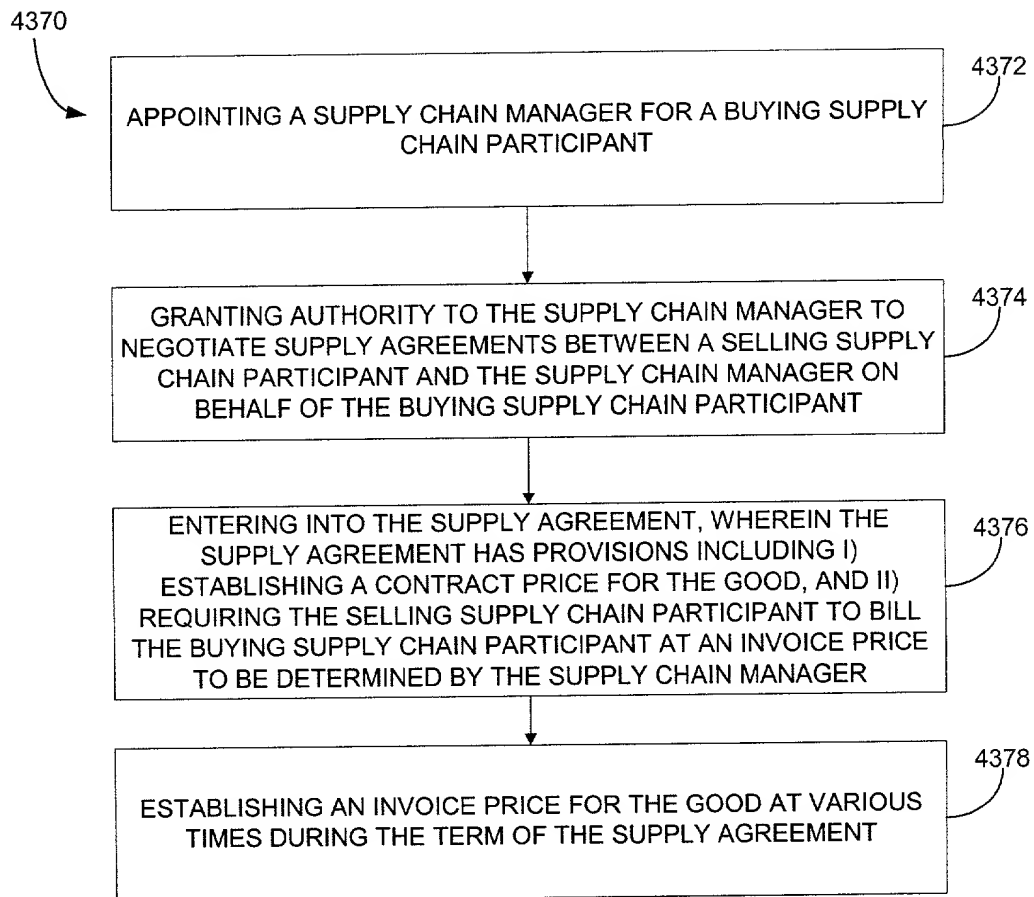 4370
4372
APPOINTING A SUPPLY CHAIN MANAGER FOR A BUYING SUPPLY
CHAIN PARTICIPANT
4374
GRANTING AUTHORITY TO THE SUPPLY CHAIN MANAGER TO
NEGOTIATE SUPPLY AGREEMENTS BETWEEN A SELLING SUPPLY
CHAIN PARTICIPANT AND THE SUPPLY CHAIN MANAGER ON
BEHALF OF THE BUYING SUPPLY CHAIN PARTICIPANT
4376
ENTERING INTO THE SUPPLY AGREEMENT, WHEREIN THE
SUPPLY AGREEMENT HAS PROVISIONS INCLUDING I)
ESTABLISHING A CONTRACT PRICE FOR THE GOOD, AND II)
REQUIRING THE SELLING SUPPLY CHAIN PARTICIPANT TO BILL
THE BUYING SUPPLY CHAIN PARTICIPANT AT AN INVOICE PRICE
TO BE DETERMINED BY THE SUPPLY CHAIN MANAGER
4378
ESTABLISHING AN INVOICE PRICE FOR THE GOOD AT VARIOUS
TIMES DURING THE TERM OF THE SUPPLY AGREEMENT